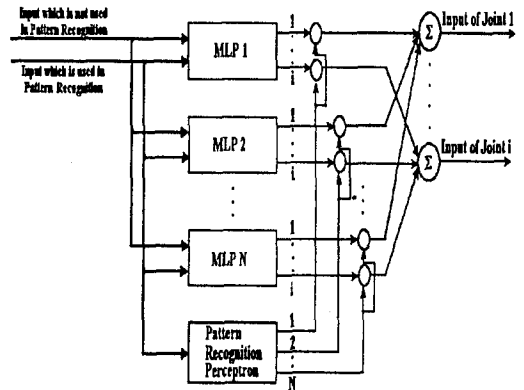 Input which is not used
in Pattern Recognition
Input which is used in
Pattern Recognition
MLP 1
1
i
MLP 2
1
i
MLP N
1
i
Pattern
Recognition
Perceptron
1
2
N
Σ
Input of Joint 1
Σ
Input of Joint i